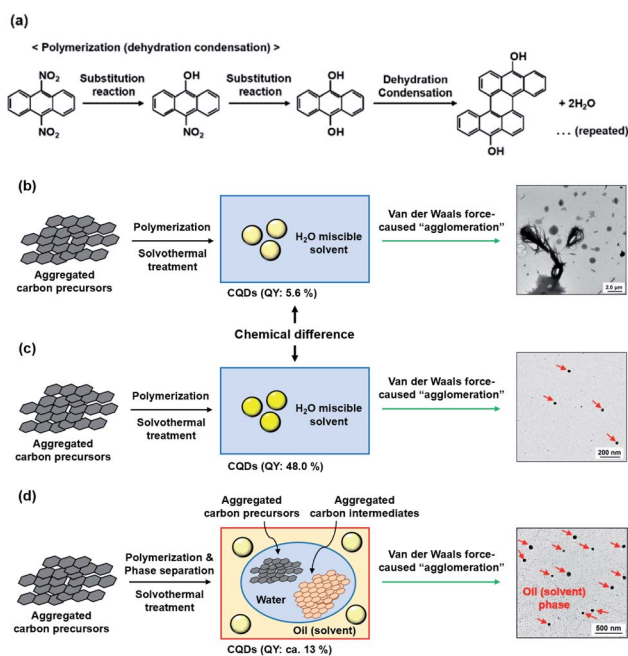 (a)
< Polymerization (dehydration condensation) >
NO₂
NO₂
Substitution
reaction
OH
NO₂
Substitution
reaction
OH
OH
Dehydration
Condensation
OH
OH
+ 2H₂O
... (repeated)
(b)
Aggregated
carbon precursors
Polymerization
Solvothermal
treatment
H₂O miscible
solvent
CQDs (QY: 5.6 %)
Van der Waals force-
caused “agglomeration”
2.0 µm
Chemical difference
(c)
Aggregated
carbon precursors
Polymerization
Solvothermal
treatment
H₂O miscible
solvent
CQDs (QY: 48.0 %)
Van der Waals force-
caused “agglomeration”
200 nm
(d)
Aggregated
carbon precursors
Polymerization &
Phase separation
Solvothermal
treatment
Aggregated
carbon precursors
Aggregated
carbon intermediates
Water
Oil (solvent)
CQDs (QY: ca. 13 %)
Van der Waals force-
caused “agglomeration”
Oil (solvent)
phase
500 nm